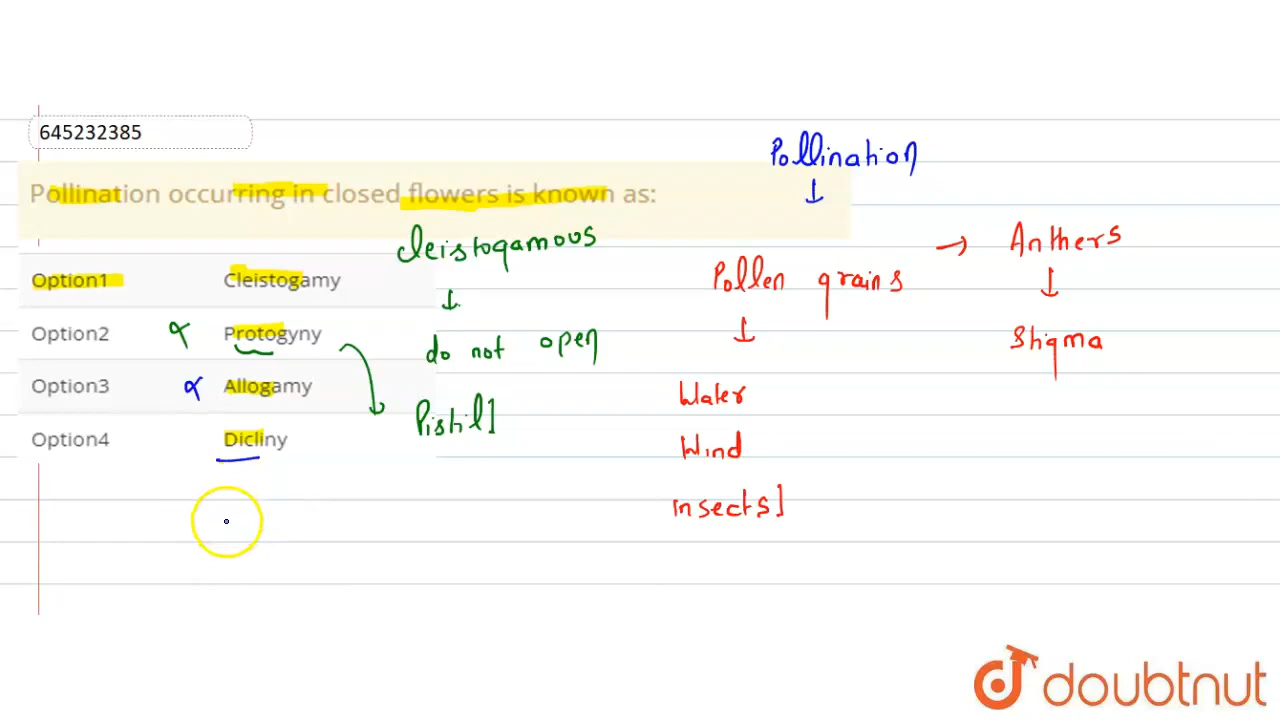 645232385
Pollination occurring in closed flowers is known as:
Option1 Cleistogamy
Option2 Protogyny
Option3 Allogamy
Option4 Dicliny
Cleistogamous
do not open
Pistil]
Pollination
Pollen grains → Anthers
Stigma
Water
Wind
insects]
doubtnut